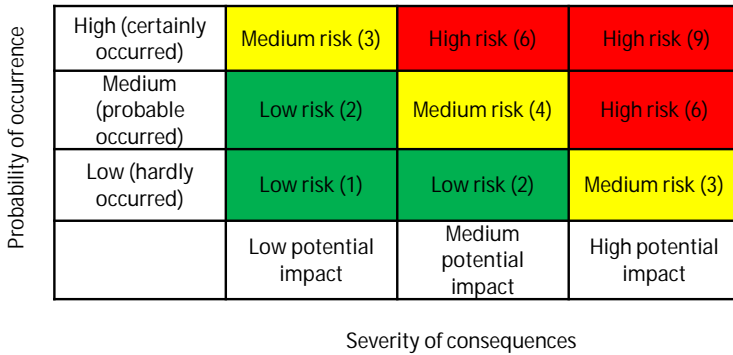 Probability of occurrence
High (certainly
occurred)
Medium risk (3)
High risk (6)
High risk (9)
Medium
(probable
occurred)
Low risk (2)
Medium risk (4)
High risk (6)
Low (hardly
occurred)
Low risk (1)
Low risk (2)
Medium risk (3)
Low potential
impact
Medium
potential
impact
High potential
impact
Severity of consequences